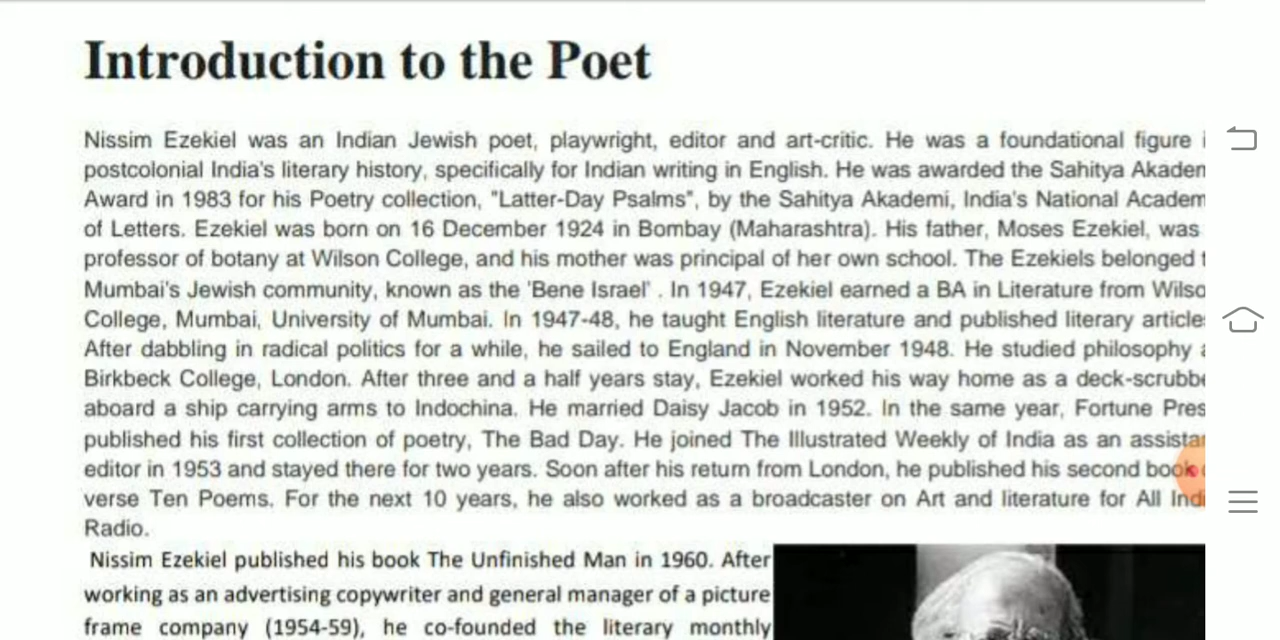 Introduction to the Poet
Nissim Ezekiel was an Indian Jewish poet, playwright, editor and art-critic. He was a foundational figure
postcolonial India's literary history, specifically for Indian writing in English. He was awarded the Sahitya
Award in 1983 for his Poetry collection, "Latter-Day Psalms", by the Sahitya Akademi, India's National
of Letters. Ezekiel was born on 16 December 1924 in Bombay (Maharashtra). His father, Moses Ezekiel, was
professor of botany at Wilson College, and his mother was principal of her own school. The Ezekiels belonged
Mumbai's Jewish community, known as the 'Bene Israel' . In 1947, Ezekiel earned a BA in Literature from
College, Mumbai, University of Mumbai. In 1947-48, he taught English literature and published literary
After dabbling in radical politics for a while, he sailed to England in November 1948. He studied philosophy
Birkbeck College, London. After three and a half years stay, Ezekiel worked his way home as a
aboard a ship carrying arms to Indochina. He married Daisy Jacob in 1952. In the same year, Fortune
published his first collection of poetry, The Bad Day. He joined The Illustrated Weekly of India as an
editor in 1953 and stayed there for two years. Soon after his return from London, he published his second book
verse Ten Poems. For the next 10 years, he also worked as a broadcaster on Art and literature for All
Radio.
Nissim Ezekiel published his book The Unfinished Man in 1960. After
working as an advertising copywriter and general manager of a picture
frame company (1954-59), he co-founded the literary monthly